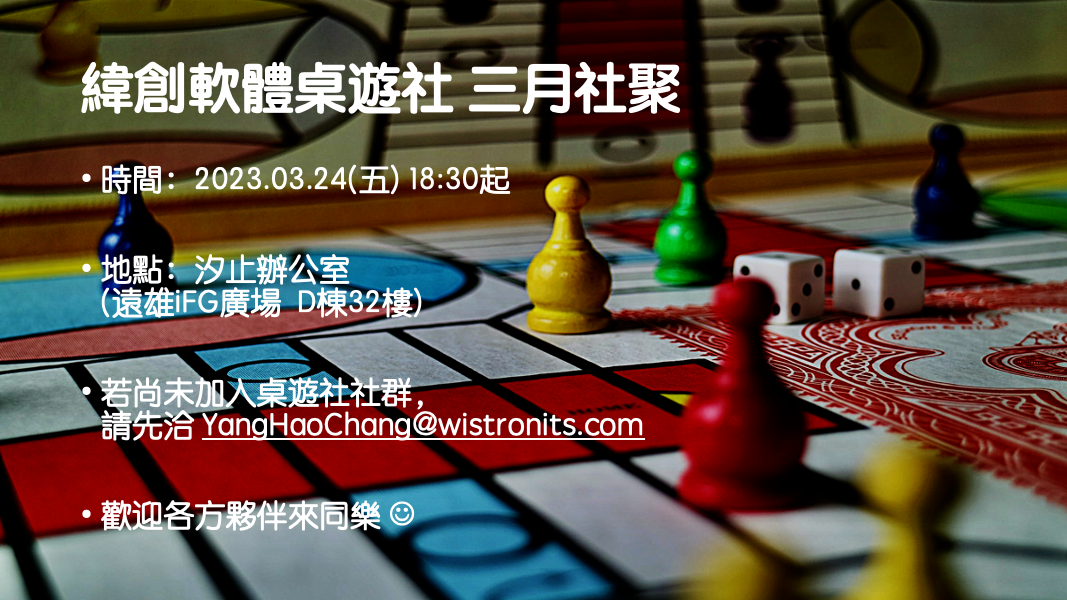 緯創軟體桌遊社 三月社聚
• 時間：2023.03.24(五) 18:30起
• 地點：汐止辦公室
(遠雄iFG廣場 D棟32樓)
• 若尚未加入桌遊社社群，
請先洽 YangHaoChang@wistronits.com
• 歡迎各方夥伴來同樂 ☺